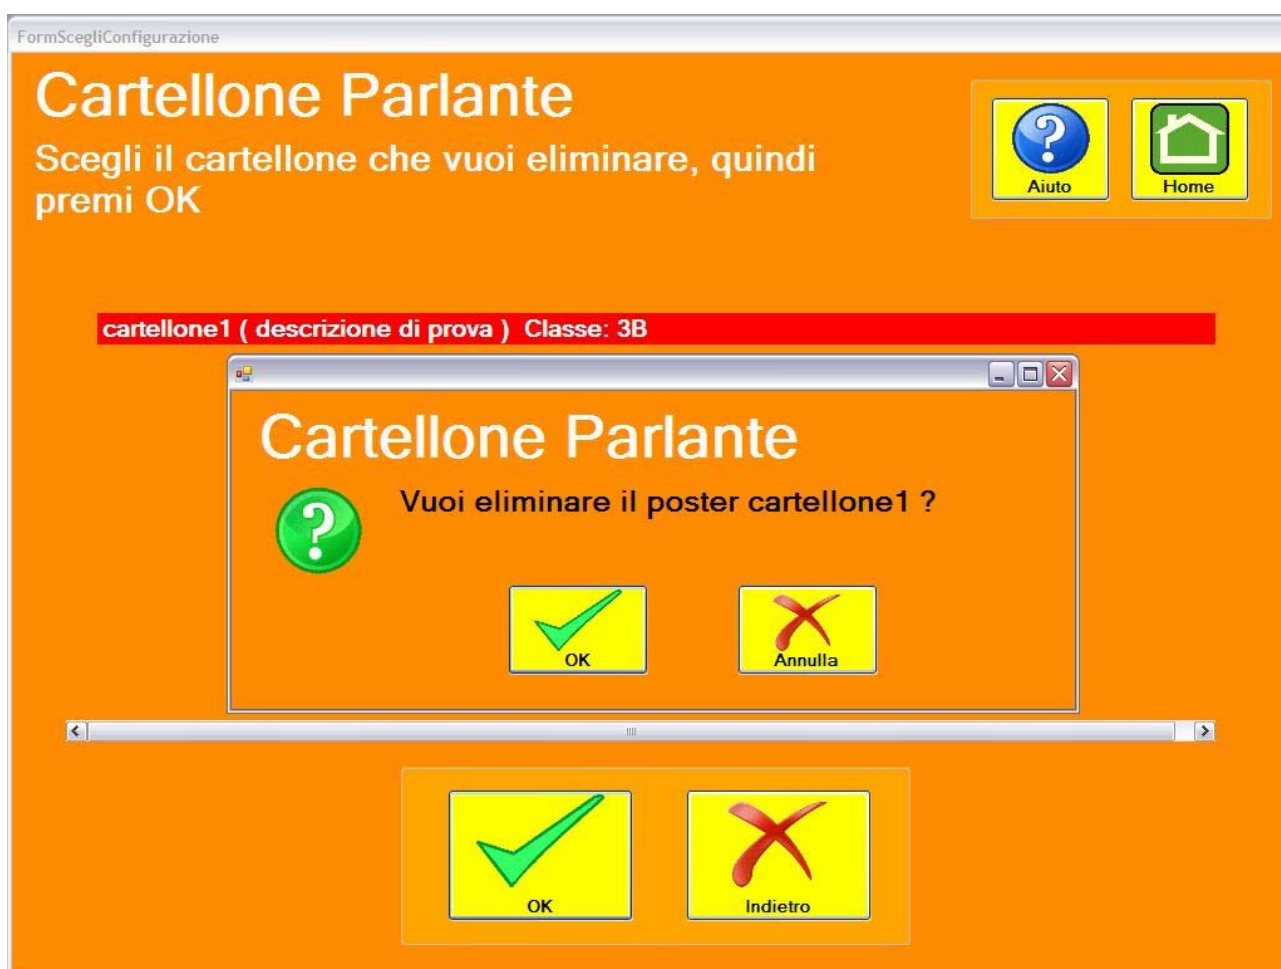 FormScegliConfigurazione
Cartellone Parlante
Scegli il cartellone che vuoi eliminare, quindi
premi OK
Aiuto
Home
cartellone1 ( descrizione di prova )  Classe: 3B
Cartellone Parlante
Vuoi eliminare il poster cartellone1 ?
OK
Annulla
OK
Indietro